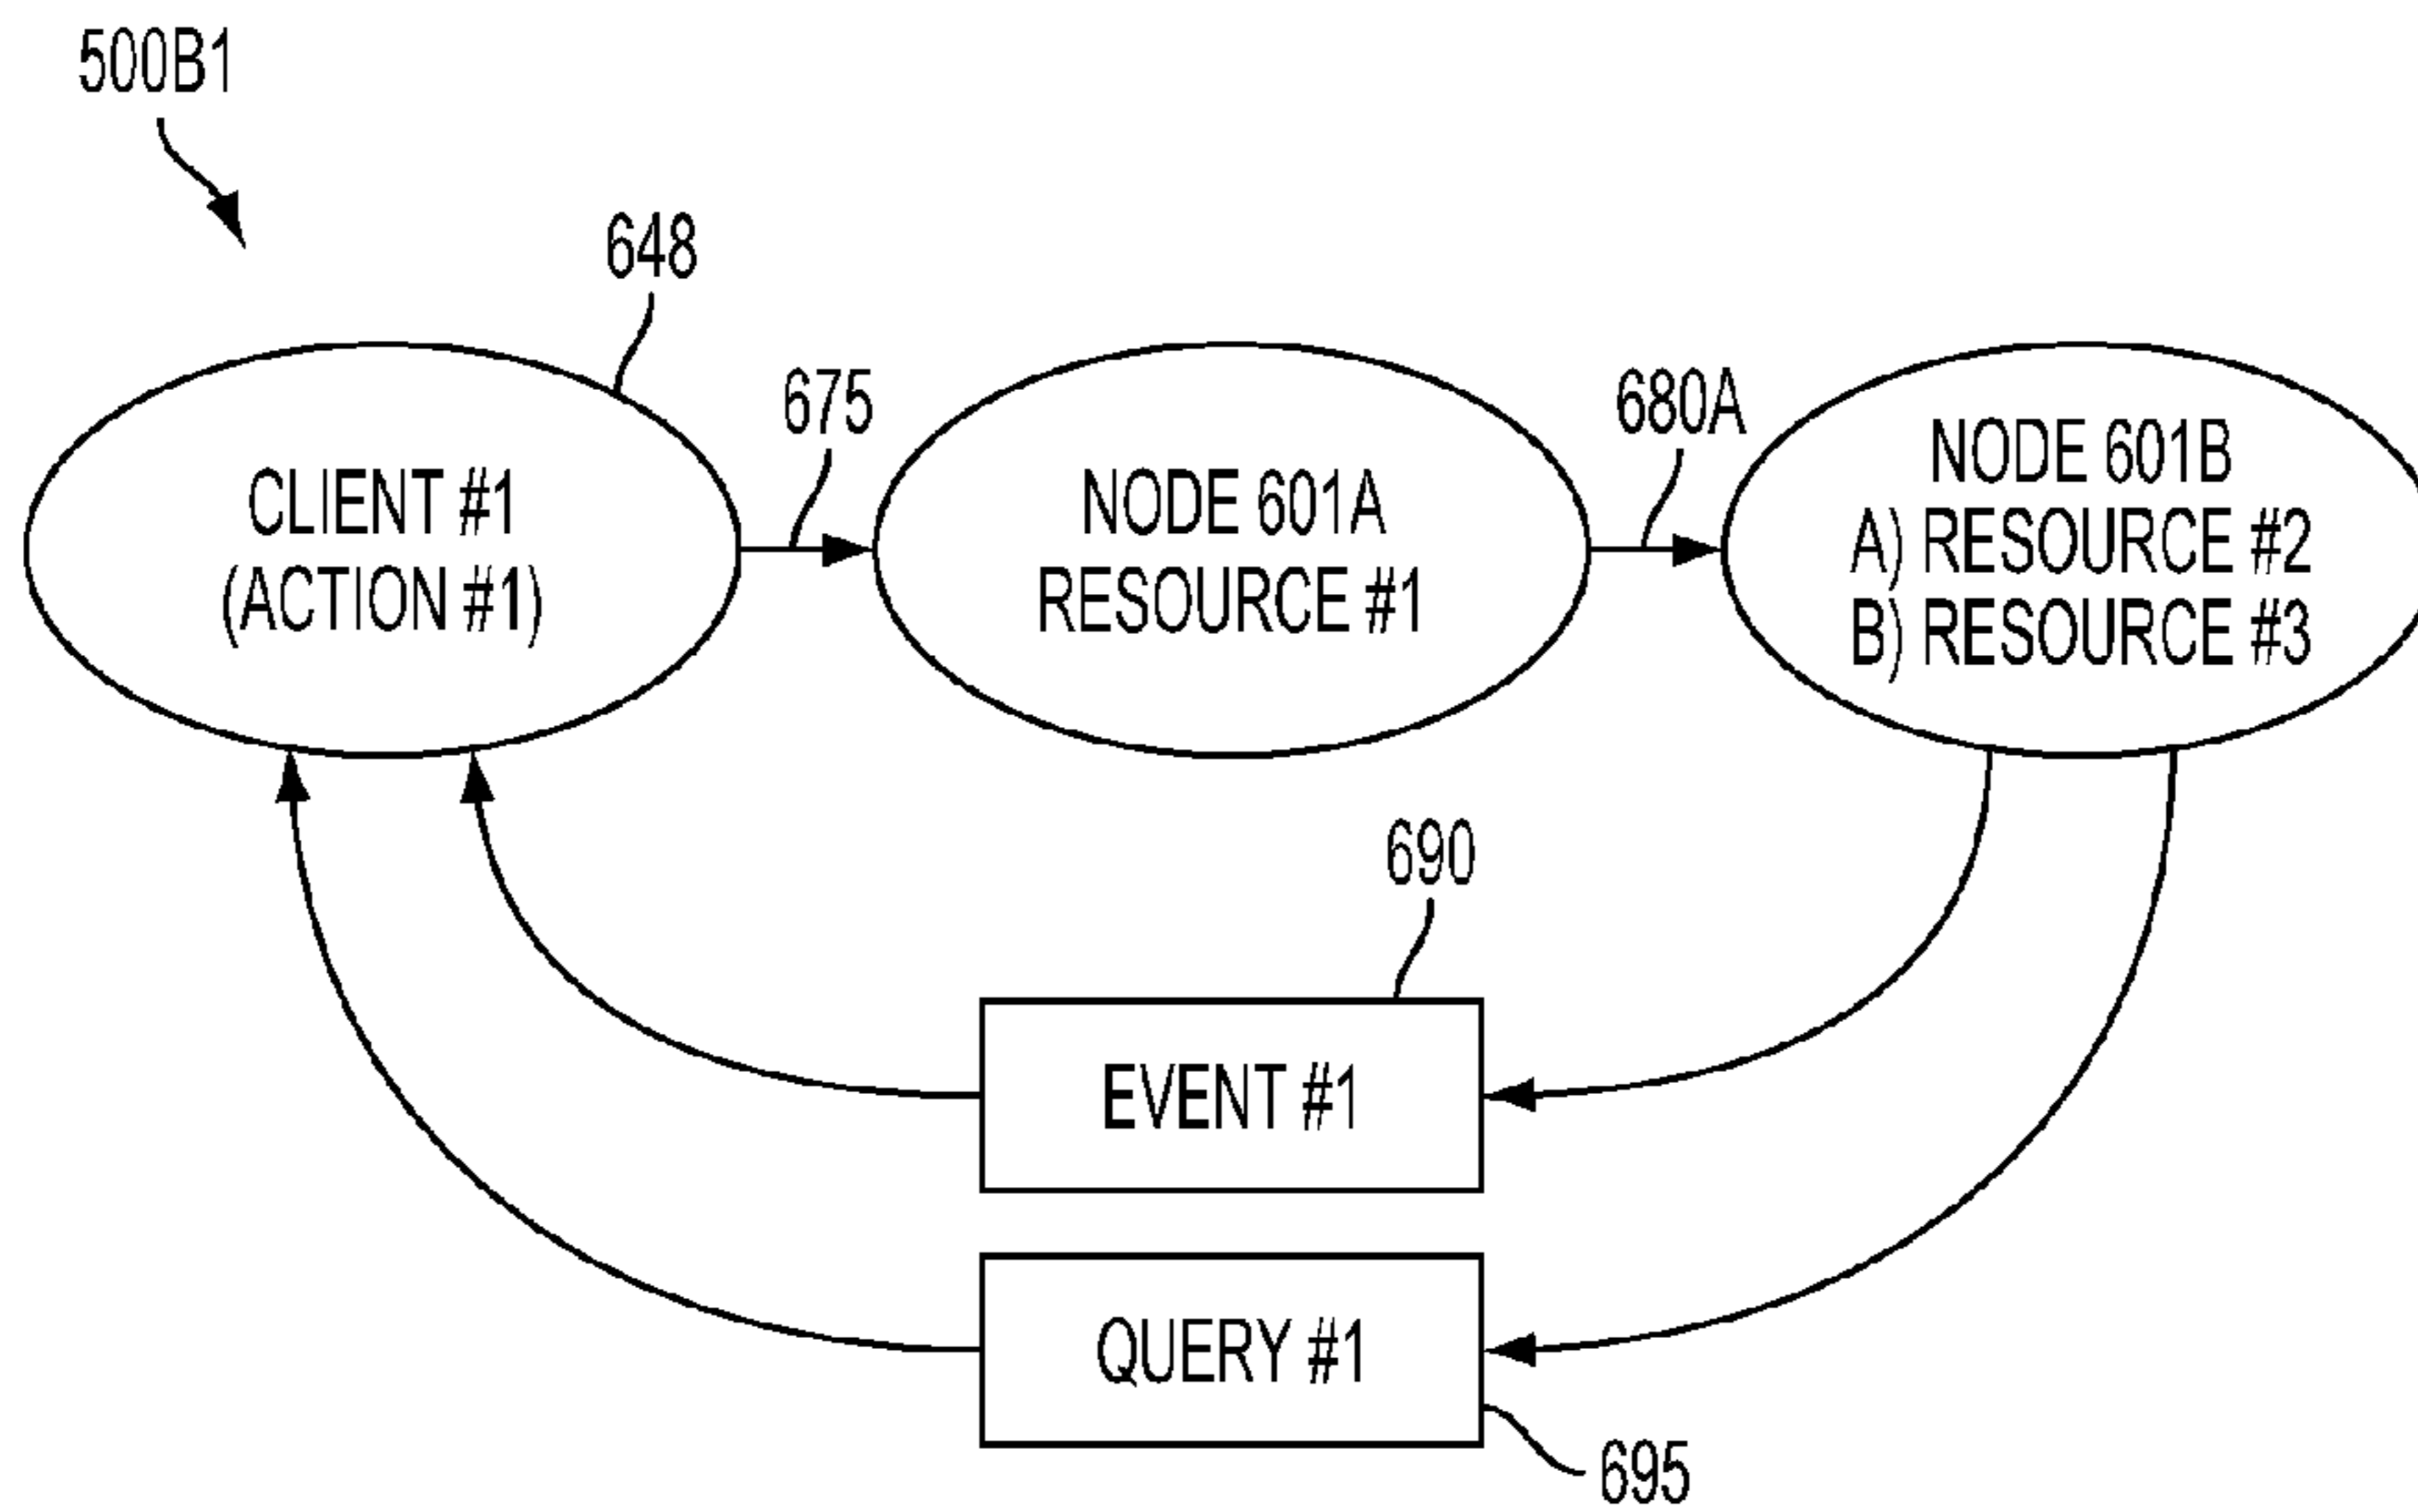 500B1
648
675
680A
CLIENT #1
(ACTION #1)
NODE 601A
RESOURCE #1
NODE 601B
A) RESOURCE #2
B) RESOURCE #3
690
EVENT #1
QUERY #1
695